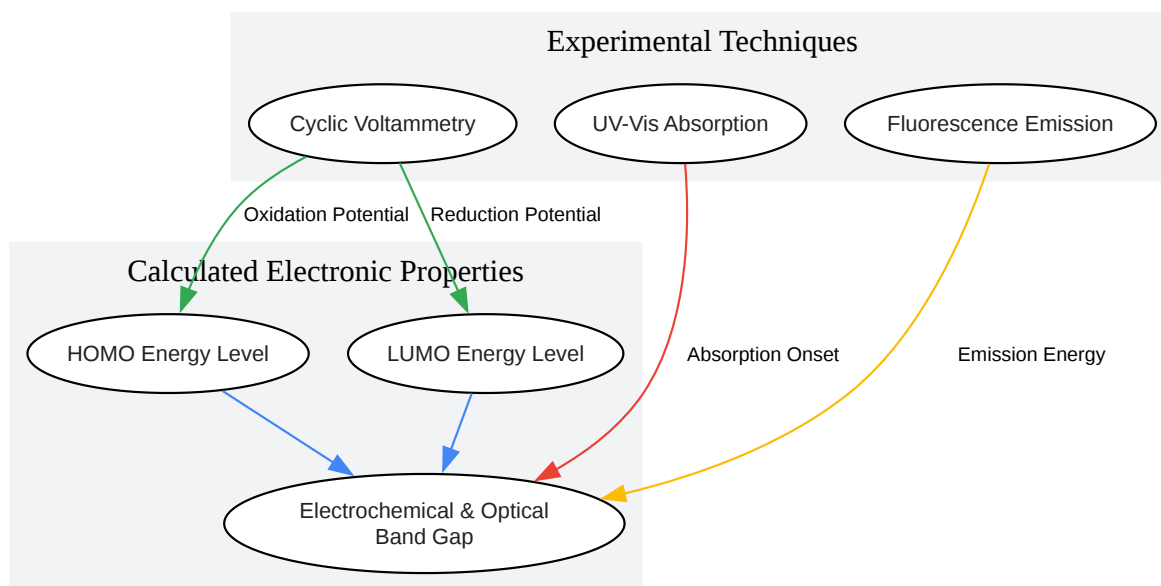 Experimental Techniques
Cyclic Voltammetry
UV-Vis Absorption
Fluorescence Emission
Oxidation Potential
Reduction Potential
Calculated Electronic Properties
HOMO Energy Level
LUMO Energy Level
Absorption Onset
Emission Energy
Electrochemical & Optical
Band Gap